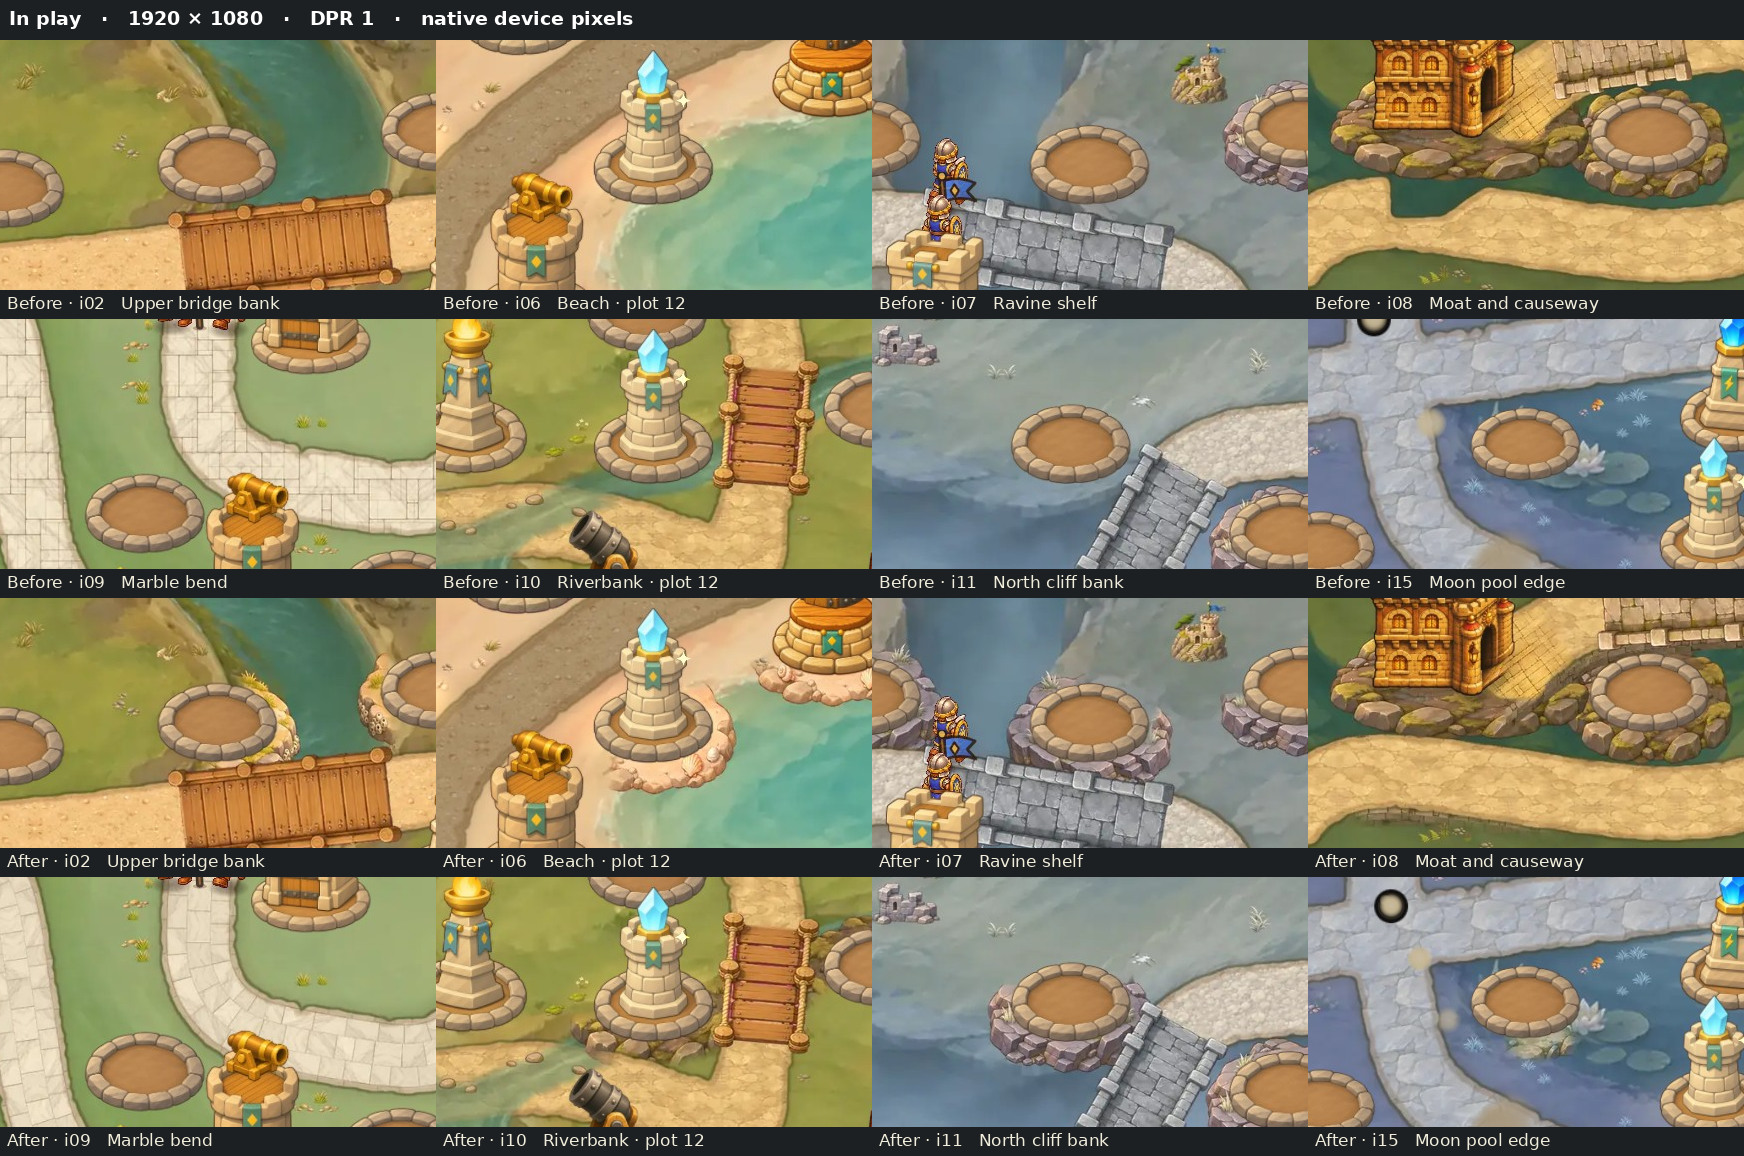 In play · 1920 × 1080 · DPR 1 · native device pixels
Before · i02 Upper bridge bank
Before · i06 Beach · plot 12
Before · i07 Ravine shelf
Before · i08 Moat and causeway
Before · i09 Marble bend
Before · i10 Riverbank · plot 12
Before · i11 North cliff bank
Before · i15 Moon pool edge
After · i02 Upper bridge bank
After · i06 Beach · plot 12
After · i07 Ravine shelf
After · i08 Moat and causeway
After · i09 Marble bend
After · i10 Riverbank · plot 12
After · i11 North cliff bank
After · i15 Moon pool edge